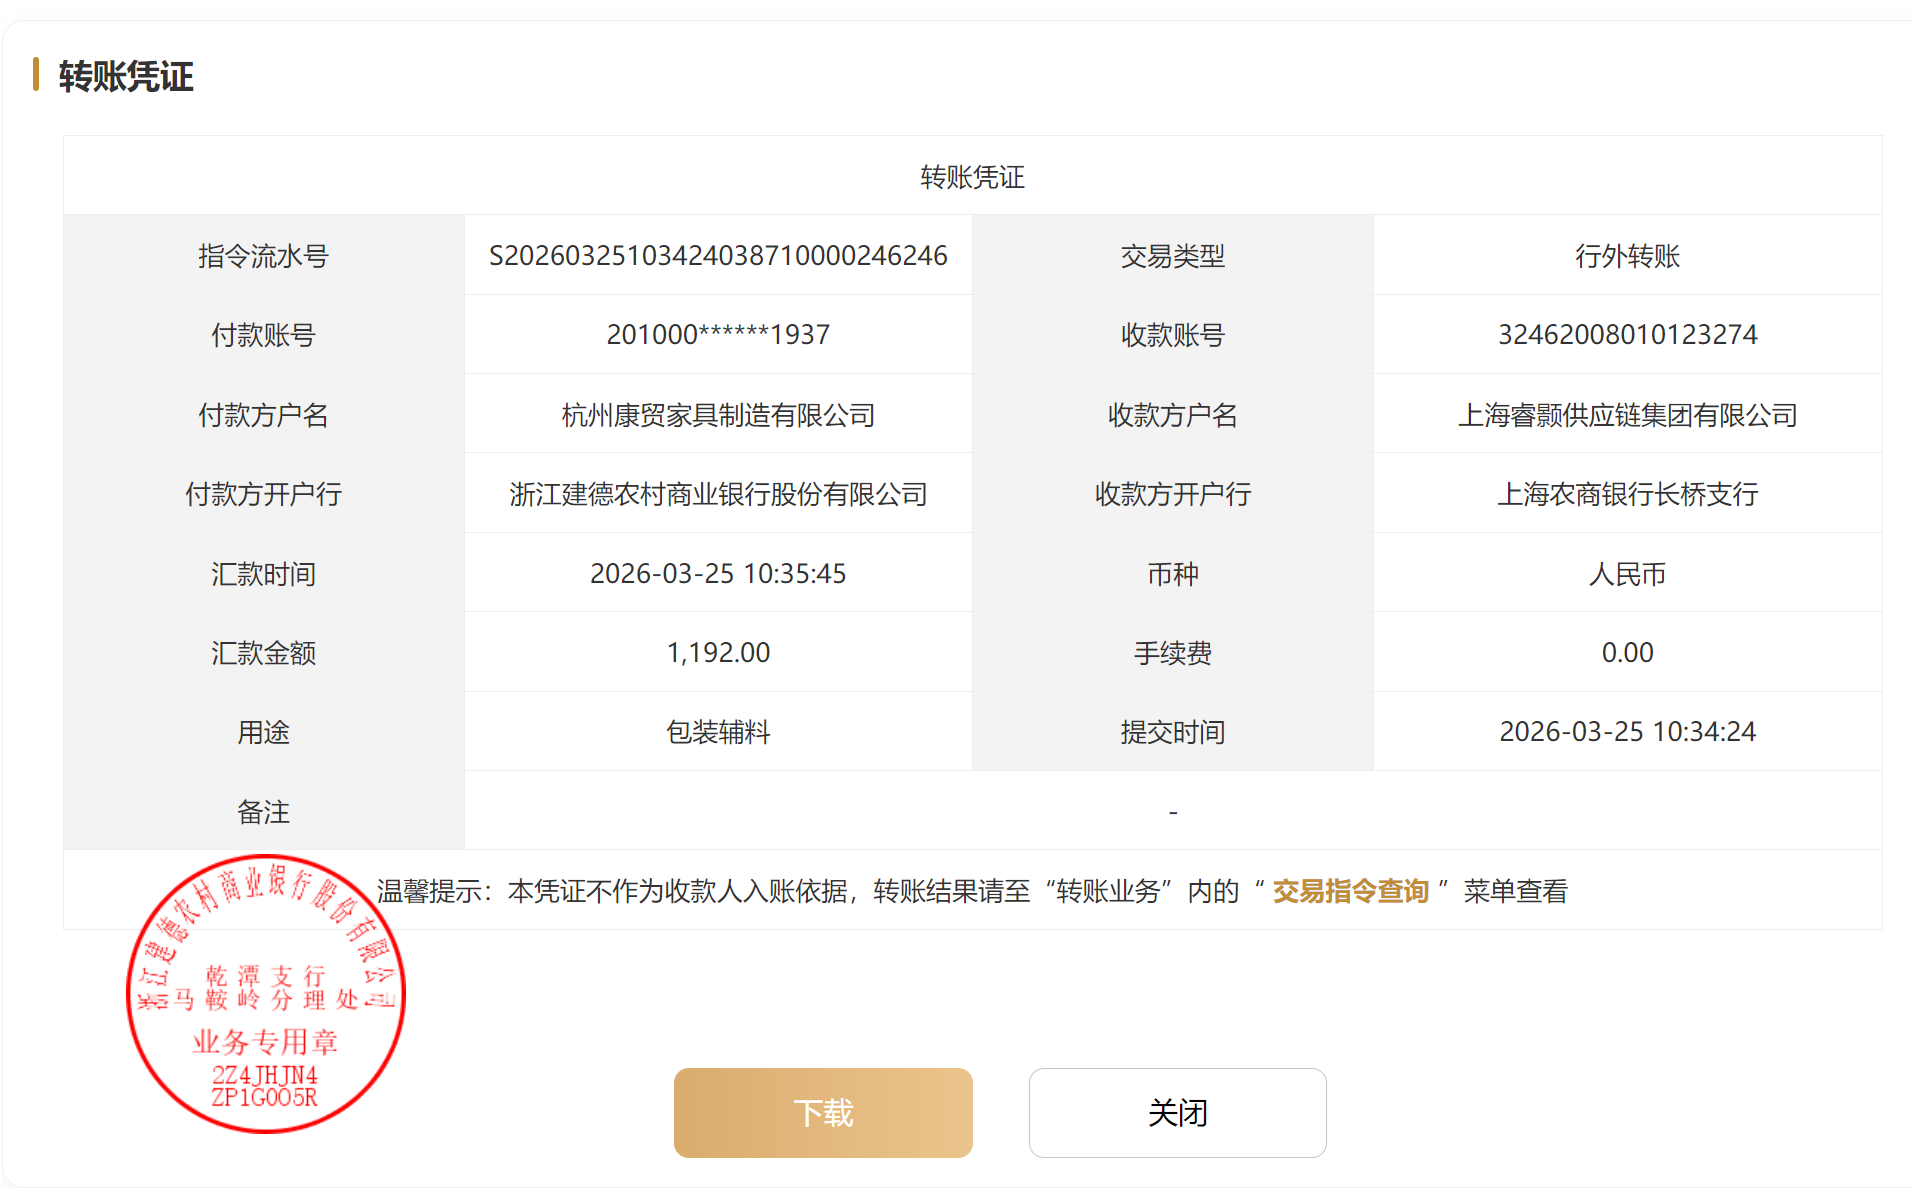 转账凭证
转账凭证
指令流水号 S20260325103424038710000246246 交易类型 行外转账
付款账号 201000******1937 收款账号 32462008010123274
付款方户名 杭州康贸家具制造有限公司 收款方户名 上海睿颢供应链集团有限公司
付款方开户行 浙江建德农村商业银行股份有限公司 收款方开户行 上海农商银行长桥支行
汇款时间 2026-03-25 10:35:45 币种 人民币
汇款金额 1,192.00 手续费 0.00
用途 包装辅料 提交时间 2026-03-25 10:34:24
备注 -
温馨提示：本凭证不作为收款人入账依据，转账结果请至“转账业务”内的“ 交易指令查询 ”菜单查看
浙江建德农村商业银行股份有限公司
乾潭支行
马鞍岭分理处
业务专用章
2Z4JHJN4
ZP1G0O5R
下载 关闭